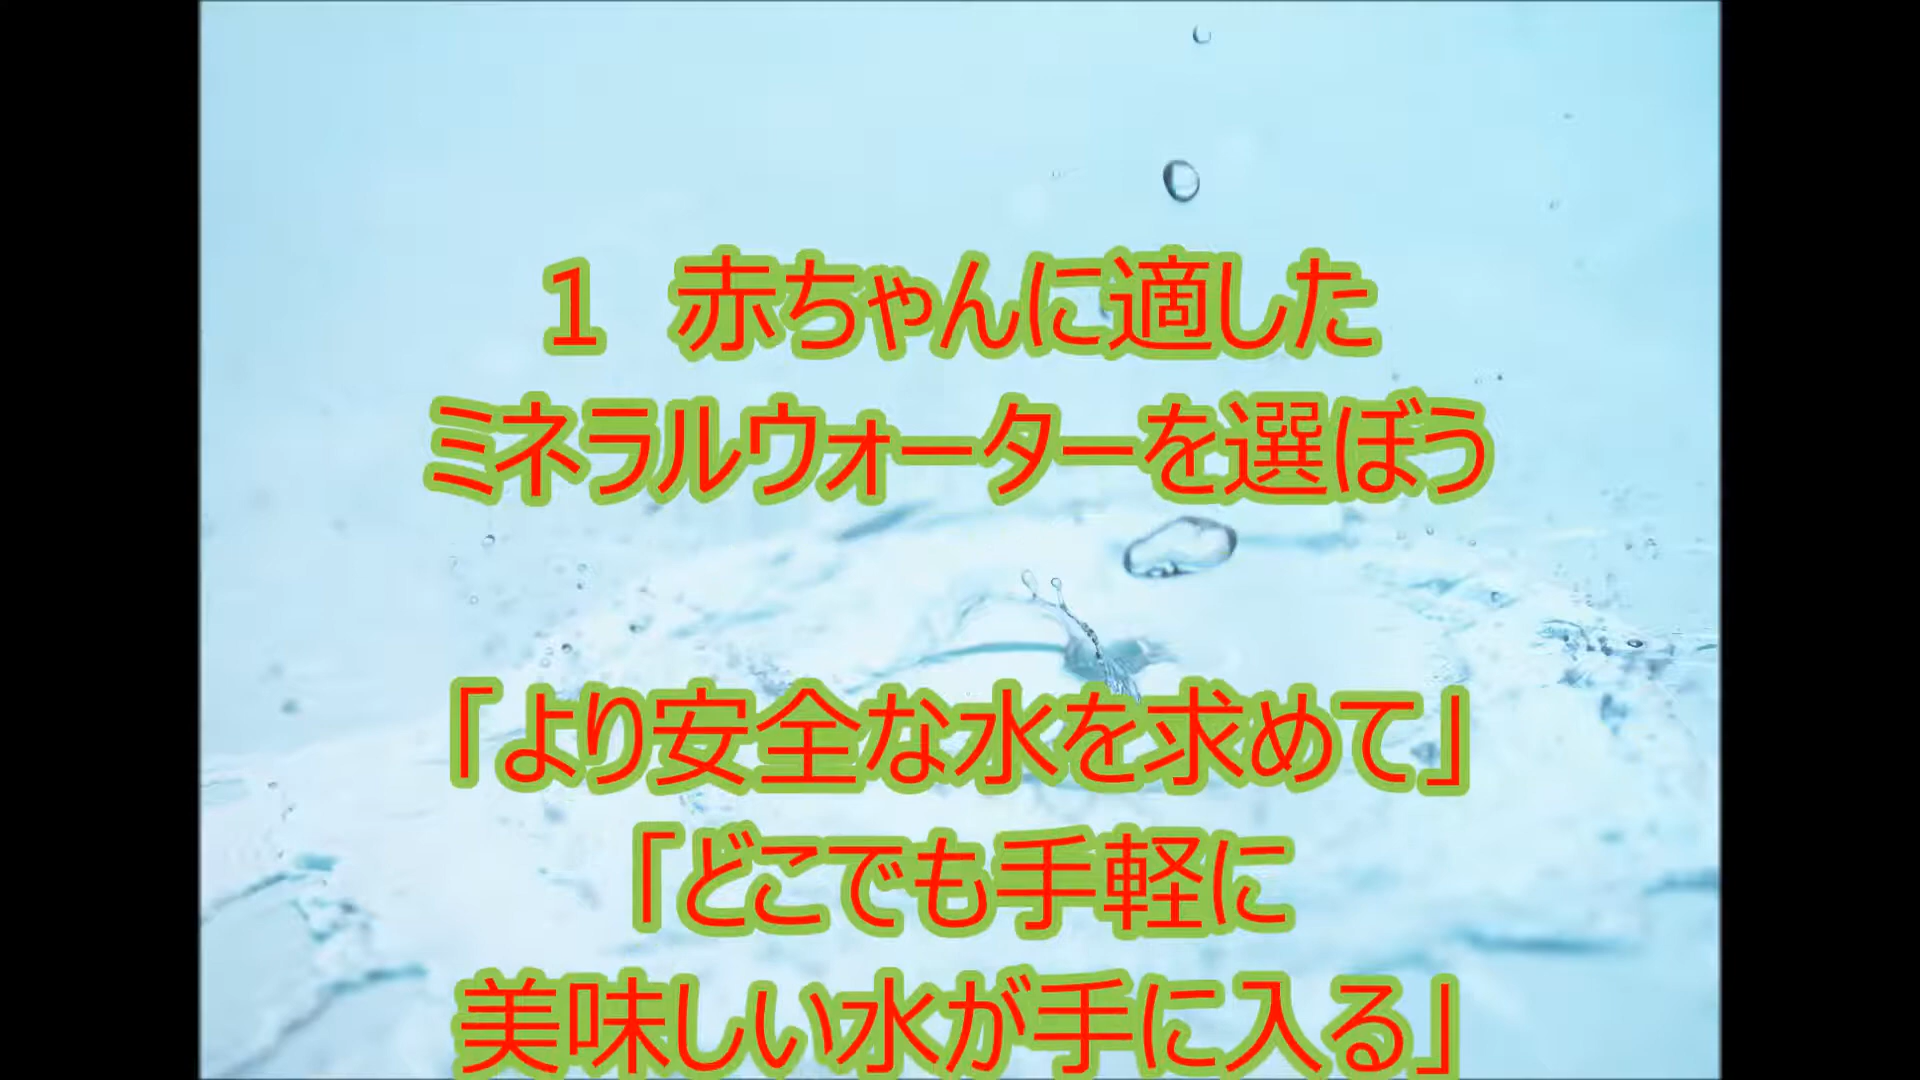 1　赤ちゃんに適した
ミネラルウォーターを選ぼう
「より安全な水を求めて」
「どこでも手軽に
美味しい水が手に入る」